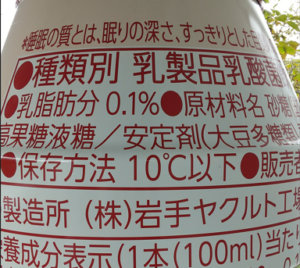 ※睡眠の質とは、眠りの深さ、すっきりとした
●種類別 乳製品乳酸菌
●乳脂肪分 0.1%●原材料名 砂糖
高果糖液糖/安定剤(大豆多糖類
●保存方法 10℃以下●販売者
製造所 (株)岩手ヤクルト工場
養成分表示(1本(100ml)当たり